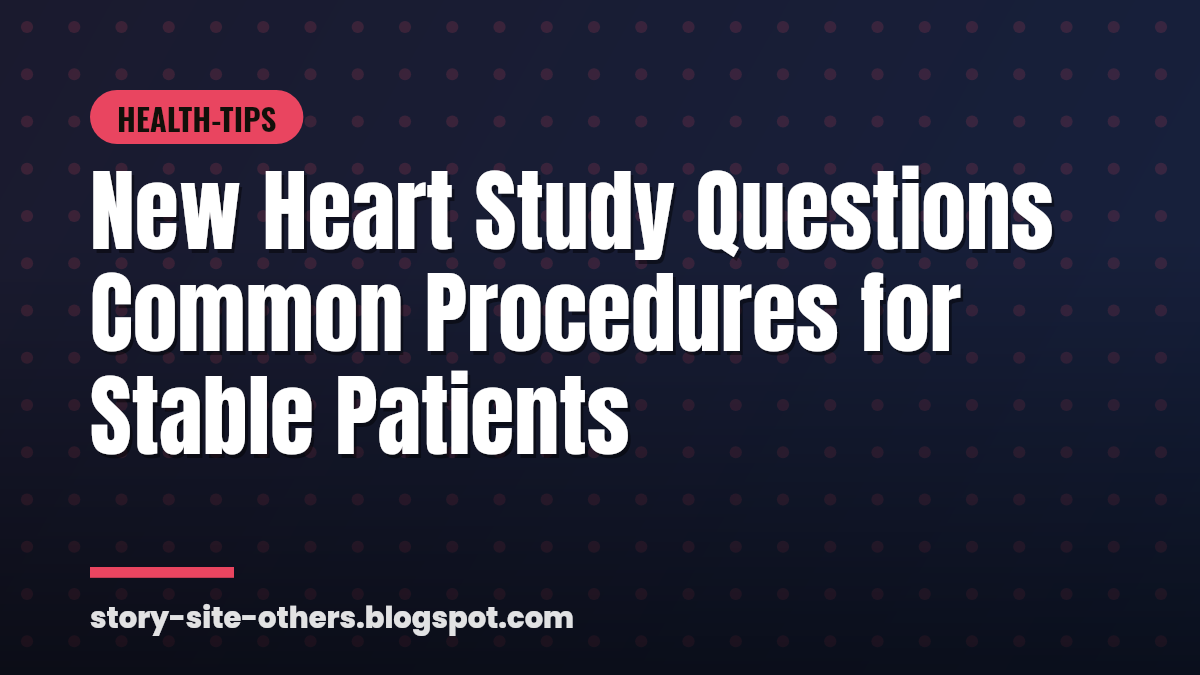 HEALTH-TIPS
New Heart Study Questions
Common Procedures for
Stable Patients
story-site-others.blogspot.com